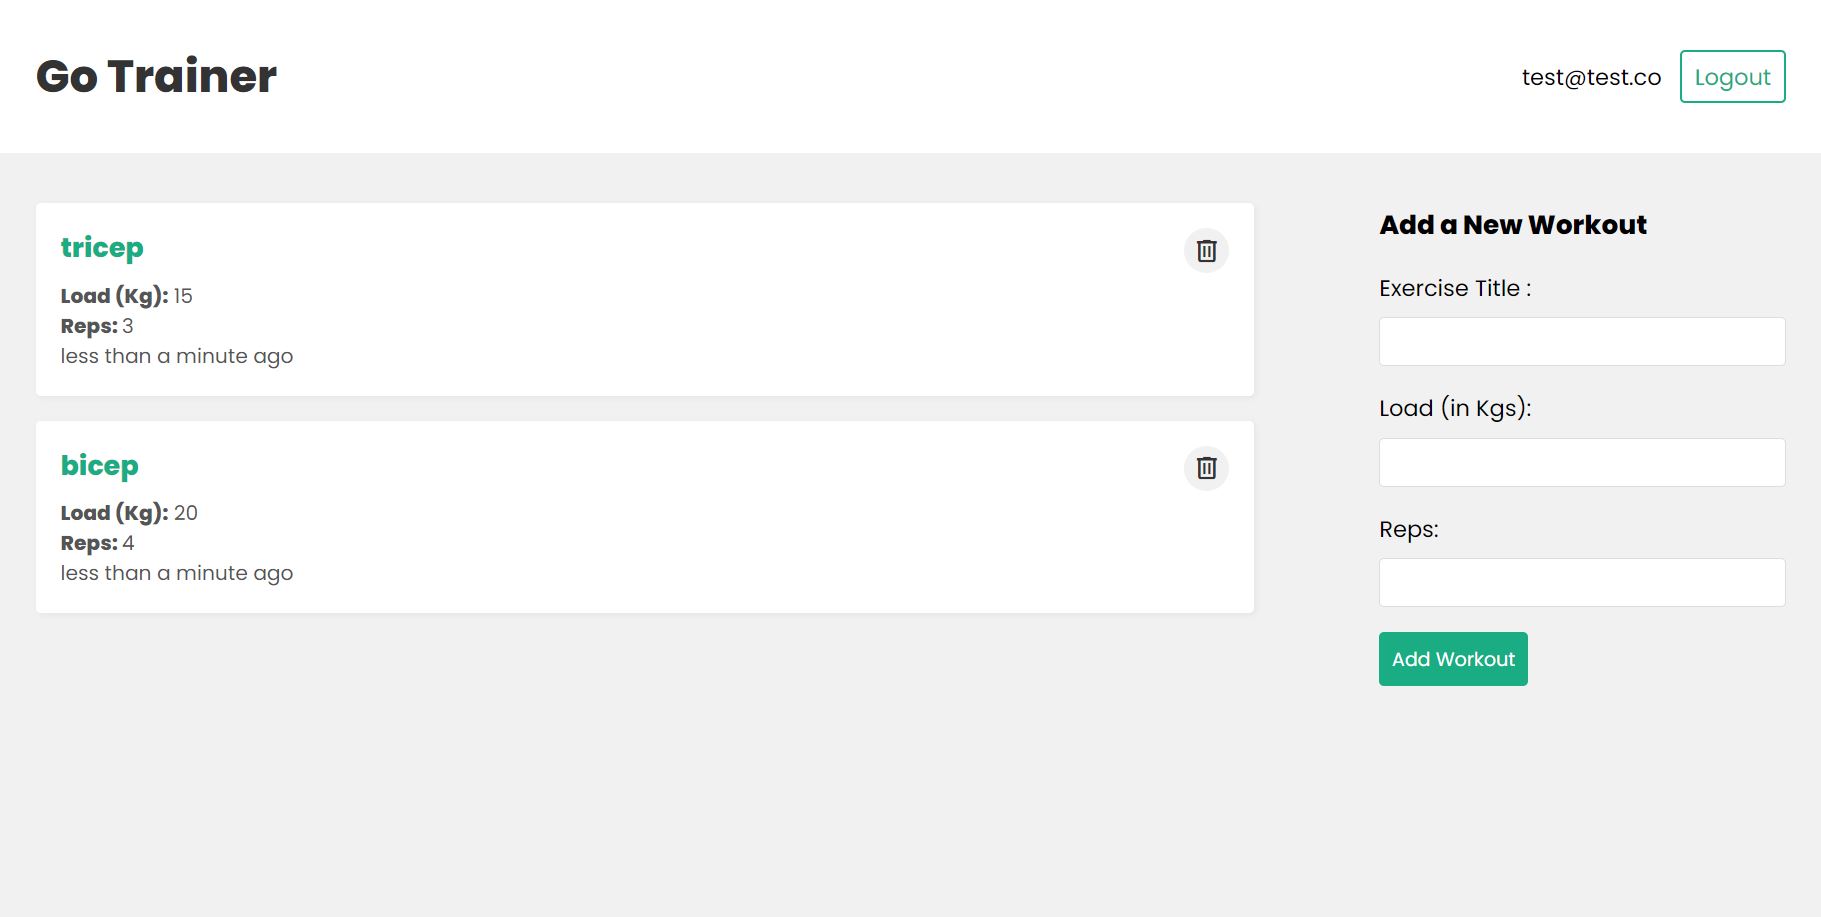 Go Trainer
test@test.co
Logout
tricep
Load (Kg): 15
Reps: 3
less than a minute ago
bicep
Load (Kg): 20
Reps: 4
less than a minute ago
Add a New Workout
Exercise Title :
Load (in Kgs):
Reps:
Add Workout